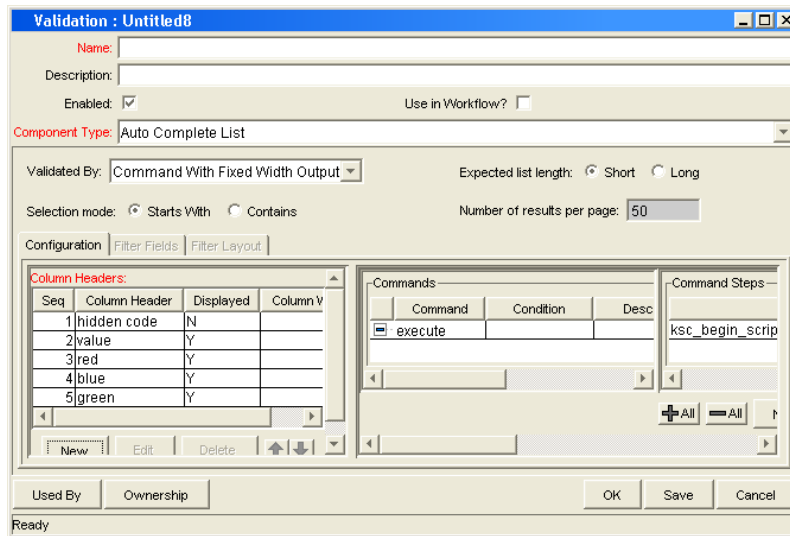 Validation : Untitled8
Name:
Description:
Enabled: Use in Workflow?
Component Type: Auto Complete List
Validated By: Command With Fixed Width Output Expected list length: Short Long
Selection mode: Starts With Contains Number of results per page: 50
Configuration Filter Fields Filter Layout
Column Headers: Commands Command Steps
Seq Column Header Displayed Column W Command Condition Desc
1 hidden code N execute ksc_begin_scrip
2 value Y
3 red Y
4 blue Y
5 green Y
All All
New Edit Delete
Used By Ownership OK Save Cancel
Ready